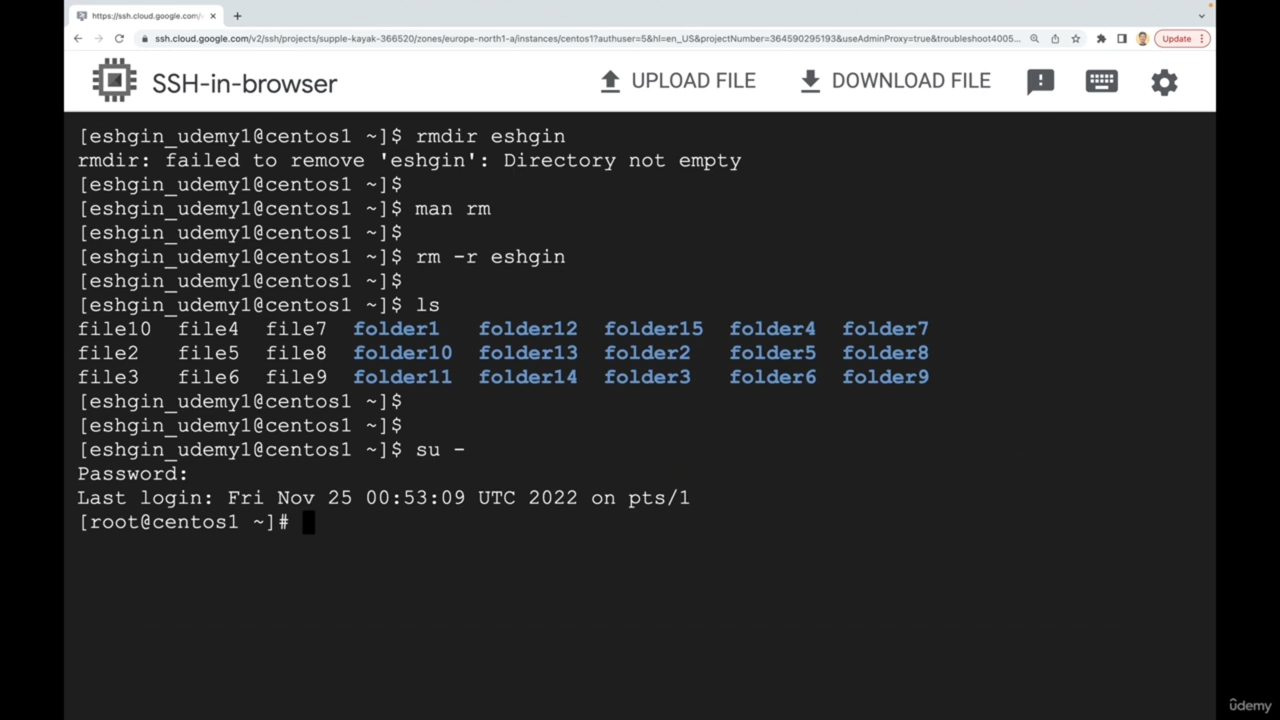 https://ssh.cloud.google.com/v
ssh.cloud.google.com/v2/ssh/projects/supple-kayak-366520/zones/europe-north1-a/instances/centos1?authuser=5&hl=en_US&projectNumber=364590295193&useAdminProxy=true&troubleshoot4005... Update
SSH-in-browser UPLOAD FILE DOWNLOAD FILE
[eshgin_udemy1@centos1 ~]$ rmdir eshgin
rmdir: failed to remove 'eshgin': Directory not empty
[eshgin_udemy1@centos1 ~]$
[eshgin_udemy1@centos1 ~]$ man rm
[eshgin_udemy1@centos1 ~]$
[eshgin_udemy1@centos1 ~]$ rm -r eshgin
[eshgin_udemy1@centos1 ~]$
[eshgin_udemy1@centos1 ~]$ ls
file10 file4 file7 folder1 folder12 folder15 folder4 folder7
file2 file5 file8 folder10 folder13 folder2 folder5 folder8
file3 file6 file9 folder11 folder14 folder3 folder6 folder9
[eshgin_udemy1@centos1 ~]$
[eshgin_udemy1@centos1 ~]$
[eshgin_udemy1@centos1 ~]$ su -
Password:
Last login: Fri Nov 25 00:53:09 UTC 2022 on pts/1
[root@centos1 ~]#
ûdemy